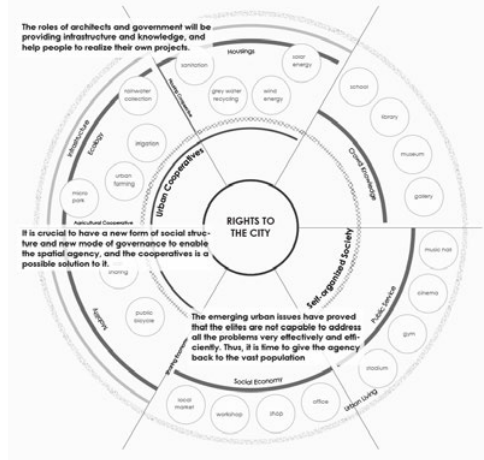 The roles of architects and government will be
providing infrastructure and knowledge, and
help people to realize their own projects.
Housings
sanitation
solar
energy
grey water
recycling
wind
energy
Housing Cooperative
school
library
museum
gallery
Crowd Knowledge
rainwater
collection
irrigation
urban
farming
micro
park
Infrastructure
Ecology
Agricultural Cooperative
Urban Cooperatives
RIGHTS TO
THE CITY
Self-organized Society
It is crucial to have a new form of social struc-
ture and new mode of governance to enable
the spatial agency, and the cooperatives is a
possible solution to it.
sharing
public
bicycle
Mobility
music hall
cinema
gym
stadium
Public Service
Urban Living
The emerging urban issues have proved
that the elites are not capable to address
all the problems very effectively and effi-
ciently. Thus, it is time to give the agency
back to the vast population
Social Economy
social
market
workshop
shop
office